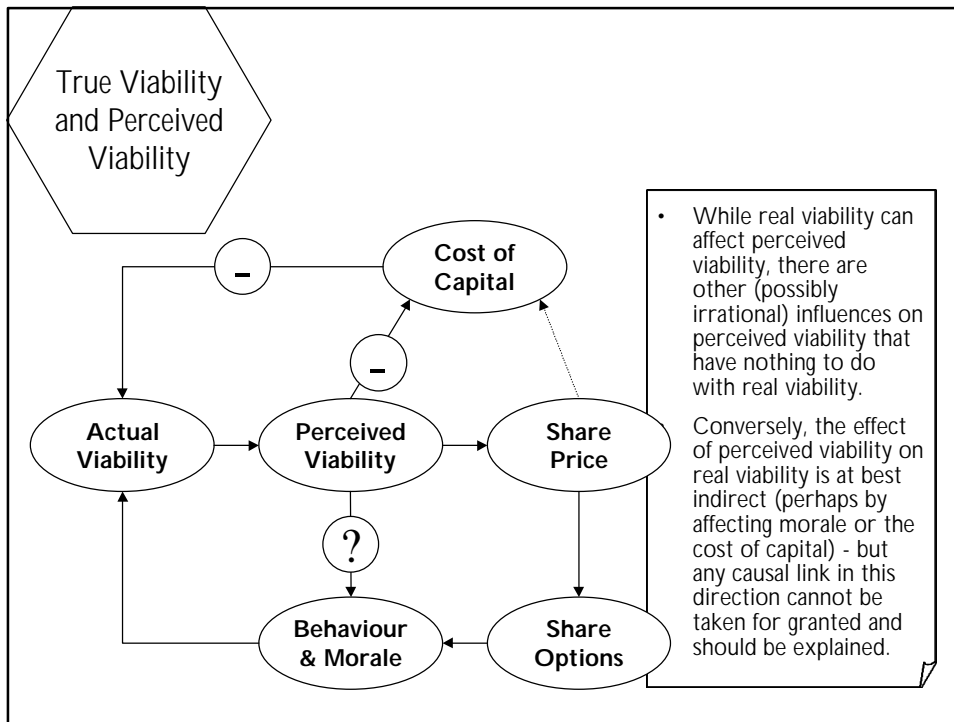 True Viability
and Perceived
Viability
–
Cost of
Capital
–
Actual
Viability
Perceived
Viability
Share
Price
?
Behaviour
& Morale
Share
Options
• While real viability can
affect perceived
viability, there are
other (possibly
irrational) influences on
perceived viability that
have nothing to do
with real viability.
Conversely, the effect
of perceived viability on
real viability is at best
indirect (perhaps by
affecting morale or the
cost of capital) - but
any causal link in this
direction cannot be
taken for granted and
should be explained.